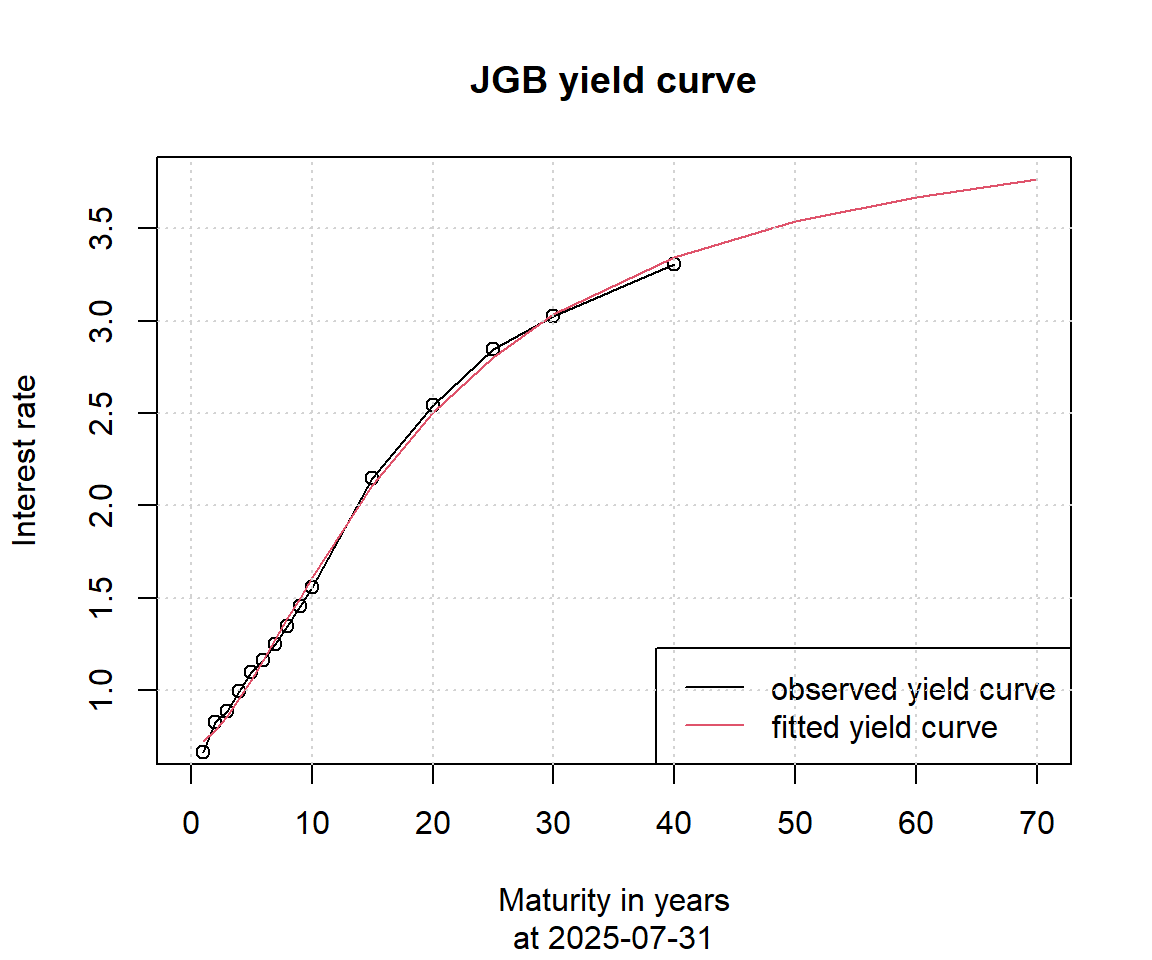 JGB yield curve
Interest rate
3.5
3.0
2.5
2.0
1.5
1.0
observed yield curve
fitted yield curve
0 10 20 30 40 50 60 70
Maturity in years
at 2025-07-31